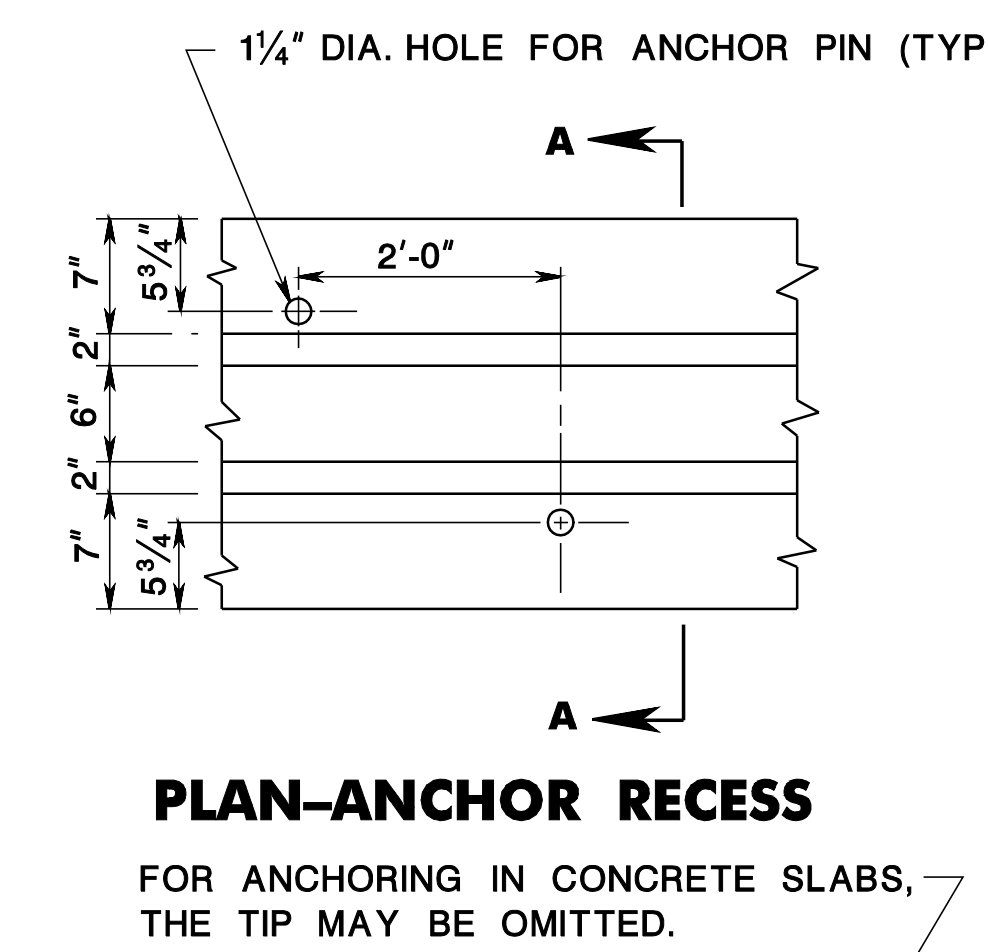 1¼" DIA. HOLE FOR ANCHOR PIN (TYP
A
2'-0"
7"
5¾"
2"
6"
2"
7"
5¾"
A
PLAN–ANCHOR RECESS
FOR ANCHORING IN CONCRETE SLABS,
THE TIP MAY BE OMITTED.